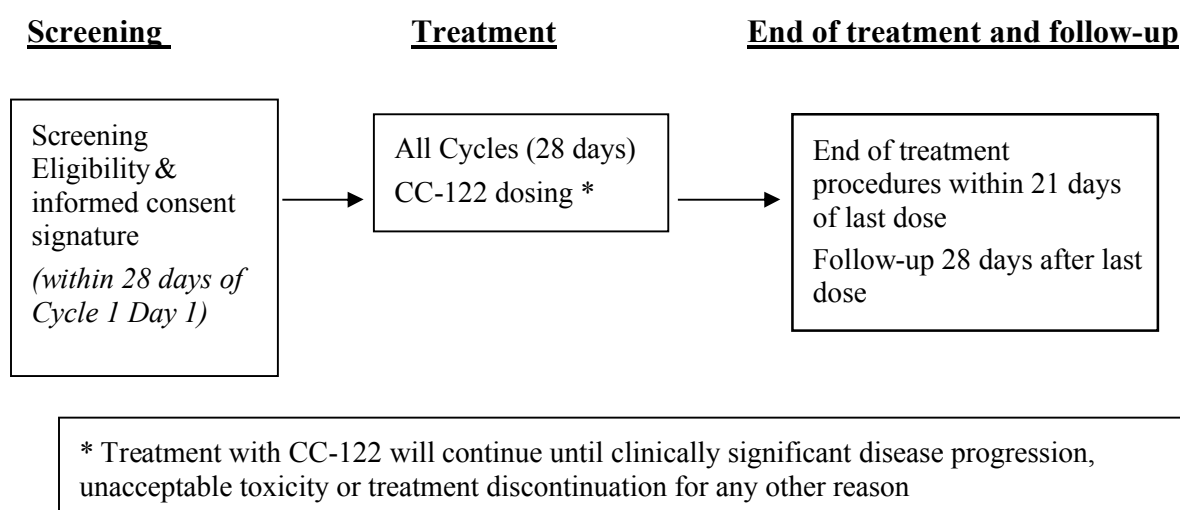 Screening
Treatment
End of treatment and follow-up
Screening
Eligibility &
informed consent
signature
(within 28 days of
Cycle 1 Day 1)
All Cycles (28 days)
CC-122 dosing *
End of treatment
procedures within 21 days
of last dose
Follow-up 28 days after last
dose
* Treatment with CC-122 will continue until clinically significant disease progression,
unacceptable toxicity or treatment discontinuation for any other reason